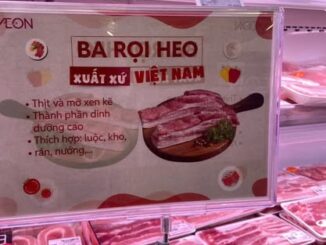 ÆON
BA RỌI HEO
XUẤT XỨ VIỆT NAM
• Thịt và mỡ xen kẽ
• Thành phần dinh
dưỡng cao
• Thích hợp: luộc, kho,
rán, nướng,...